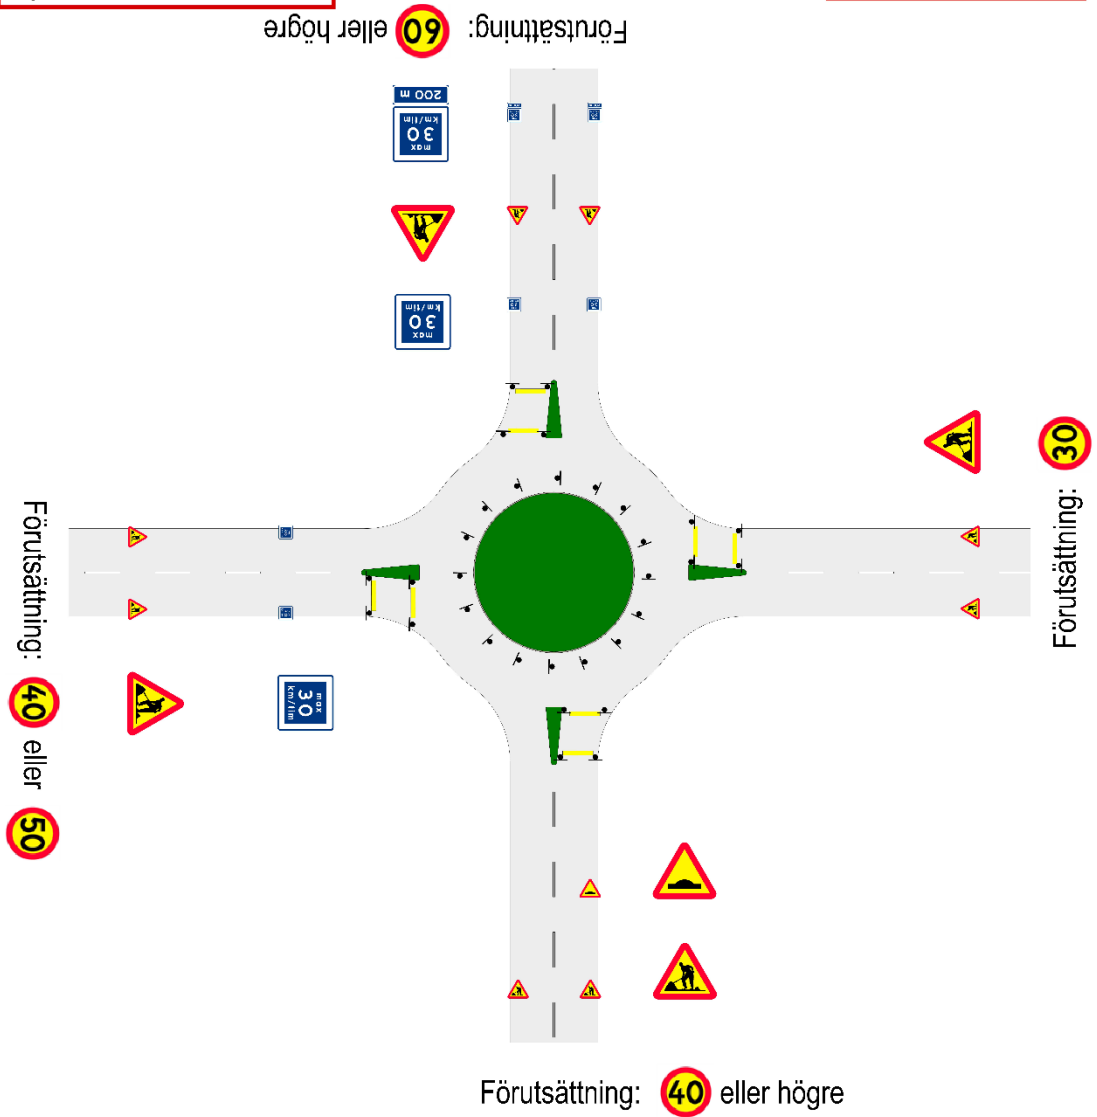 Förutsättning: 60 eller högre
200 m
max
30
km/tim
max
30
km/tim
Förutsättning: 30
Förutsättning: 40 eller 50
max
30
km/tim
Förutsättning: 40 eller högre